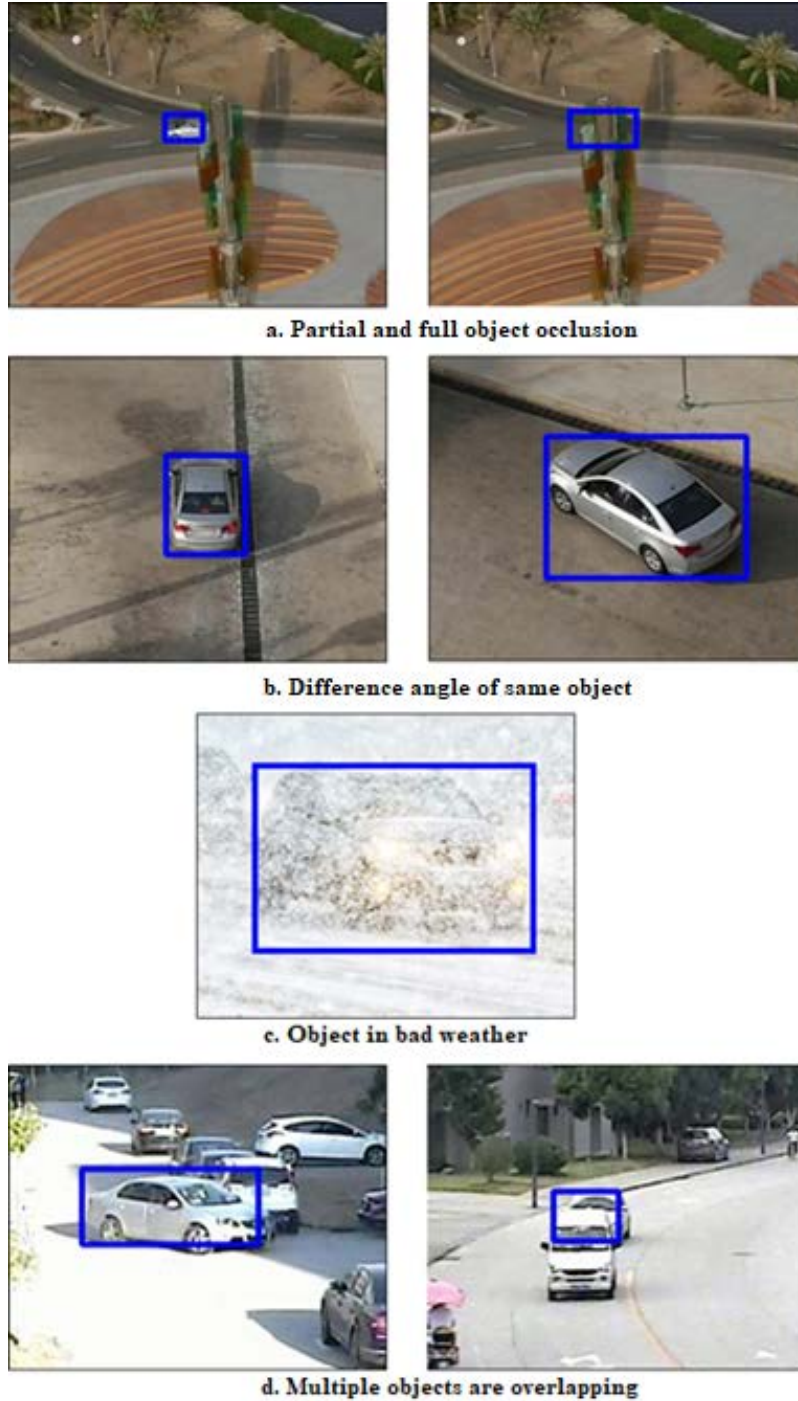 a. Partial and full object occlusion
b. Difference angle of same object
c. Object in bad weather
d. Multiple objects are overlapping